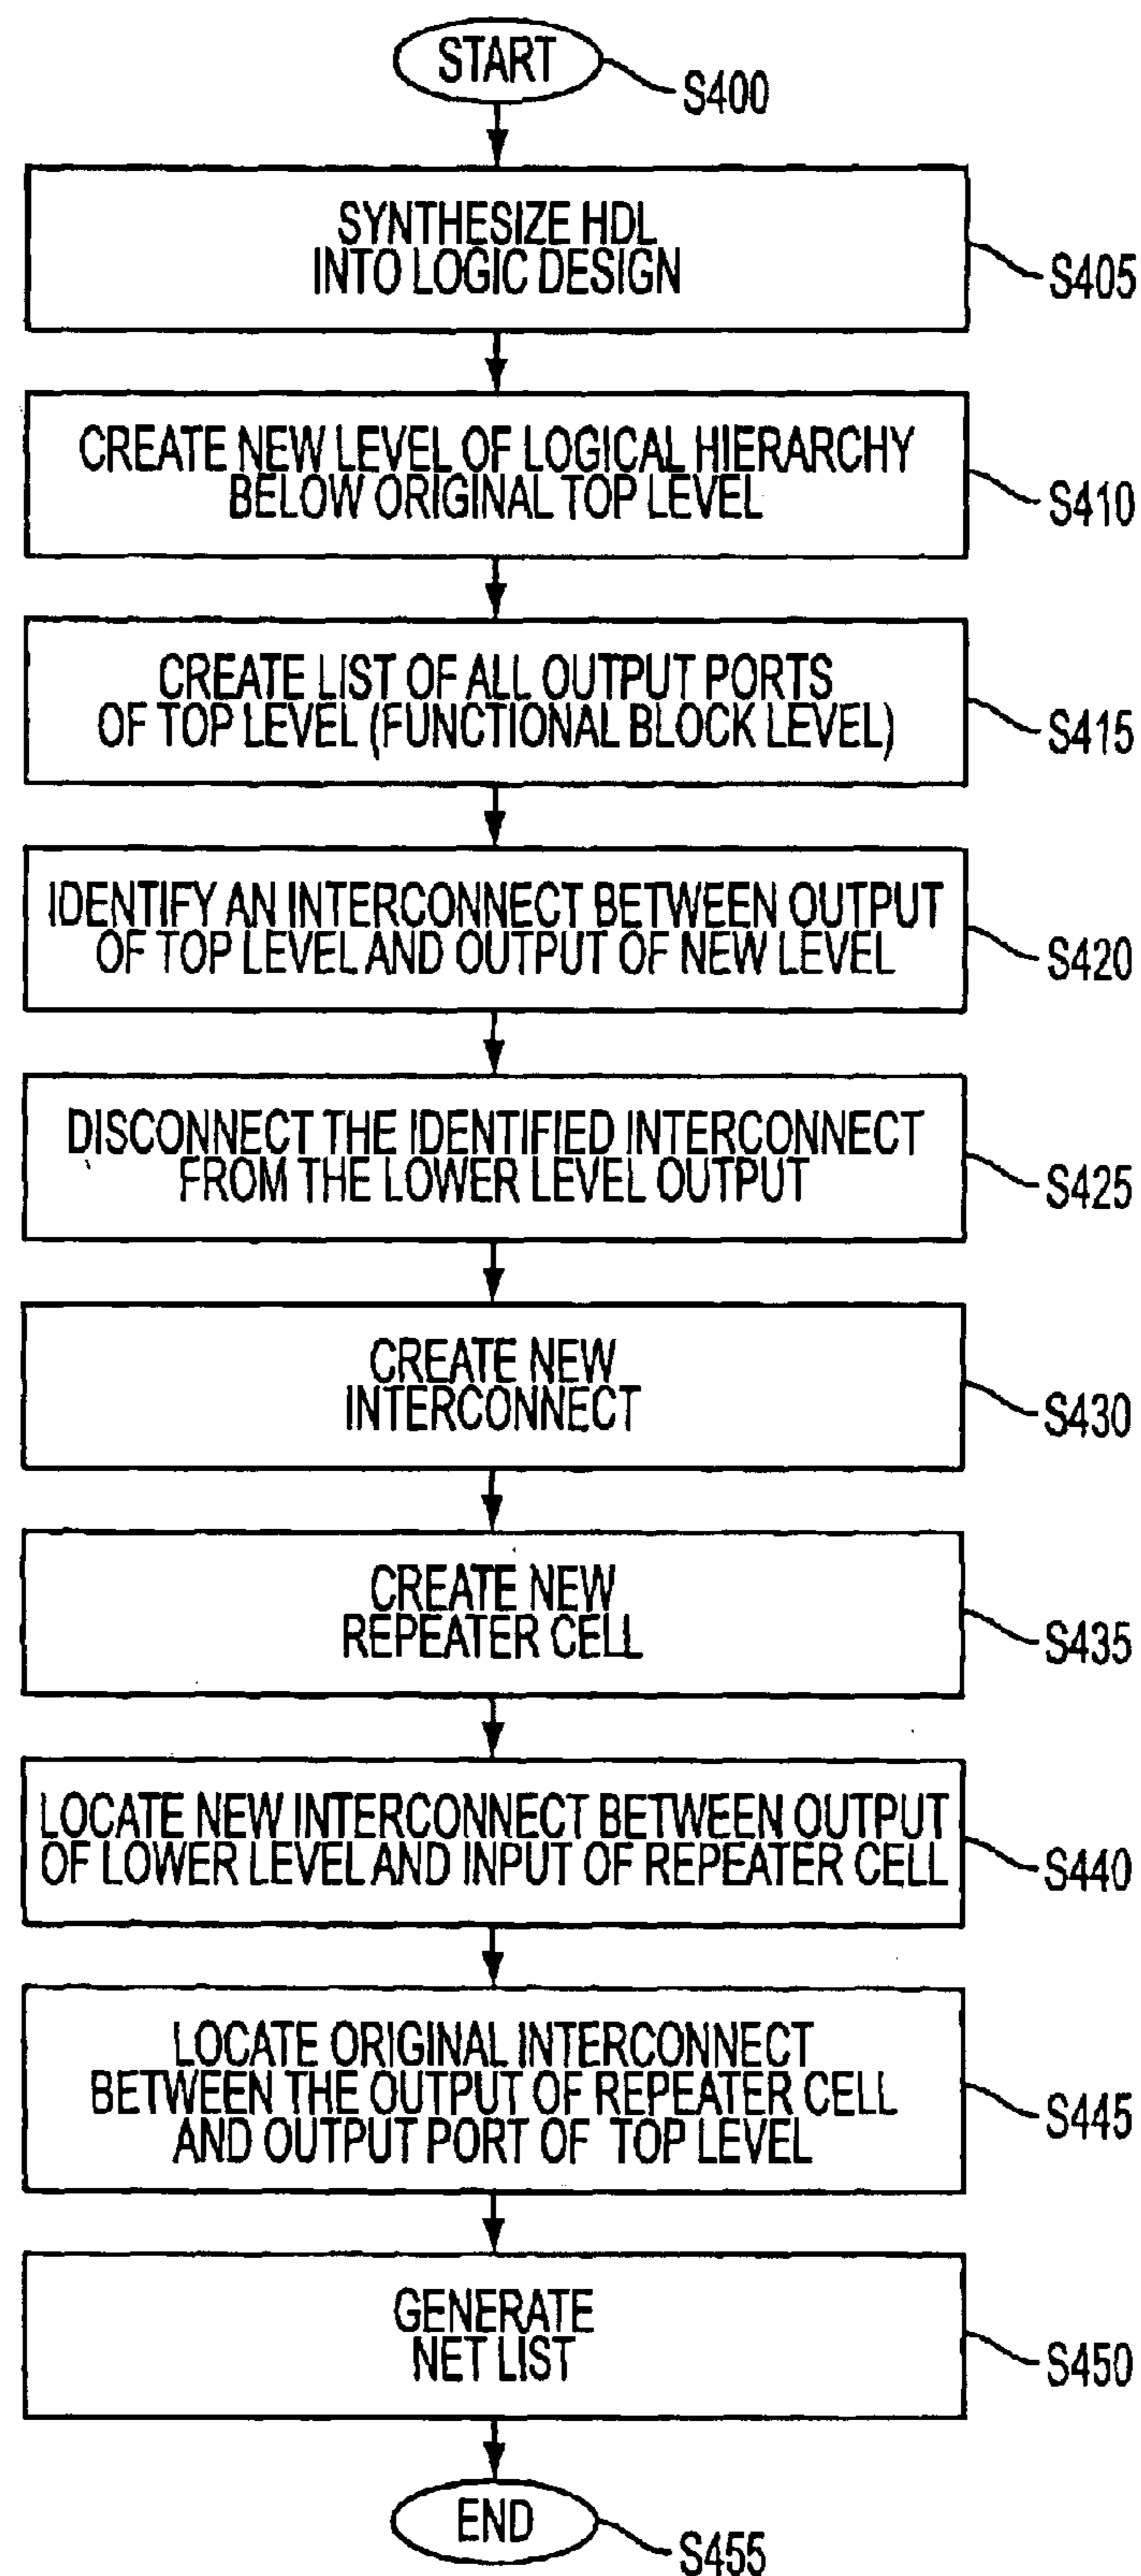 START
S400
SYNTHESIZE HDL
INTO LOGIC DESIGN
S405
CREATE NEW LEVEL OF LOGICAL HIERARCHY
BELOW ORIGINAL TOP LEVEL
S410
CREATE LIST OF ALL OUTPUT PORTS
OF TOP LEVEL (FUNCTIONAL BLOCK LEVEL)
S415
IDENTIFY AN INTERCONNECT BETWEEN OUTPUT
OF TOP LEVEL AND OUTPUT OF NEW LEVEL
S420
DISCONNECT THE IDENTIFIED INTERCONNECT
FROM THE LOWER LEVEL OUTPUT
S425
CREATE NEW
INTERCONNECT
S430
CREATE NEW
REPEATER CELL
S435
LOCATE NEW INTERCONNECT BETWEEN OUTPUT
OF LOWER LEVEL AND INPUT OF REPEATER CELL
S440
LOCATE ORIGINAL INTERCONNECT
BETWEEN THE OUTPUT OF REPEATER CELL
AND OUTPUT PORT OF TOP LEVEL
S445
GENERATE
NET LIST
S450
END
S455